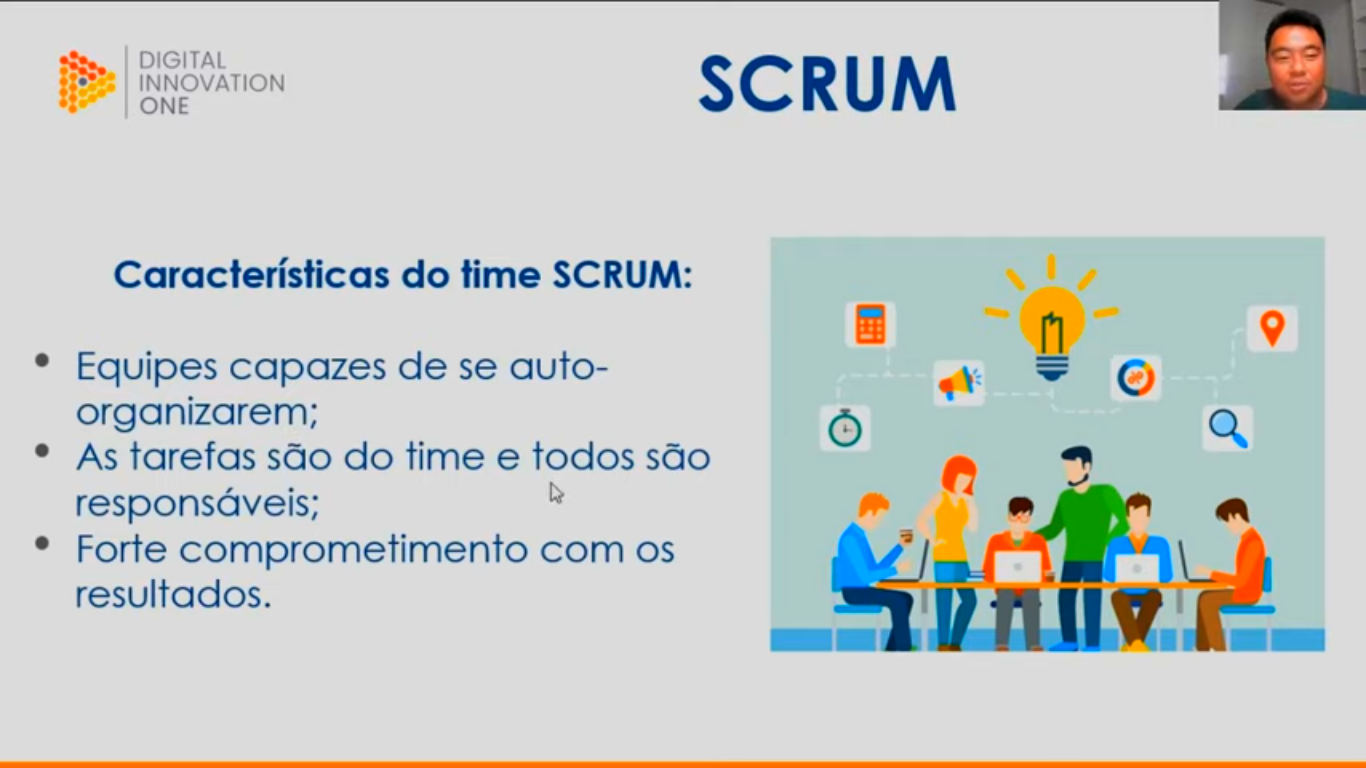 DIGITAL
INNOVATION
ONE
SCRUM
Características do time SCRUM:
• Equipes capazes de se auto-
organizarem;
• As tarefas são do time e todos são
responsáveis;
• Forte comprometimento com os
resultados.